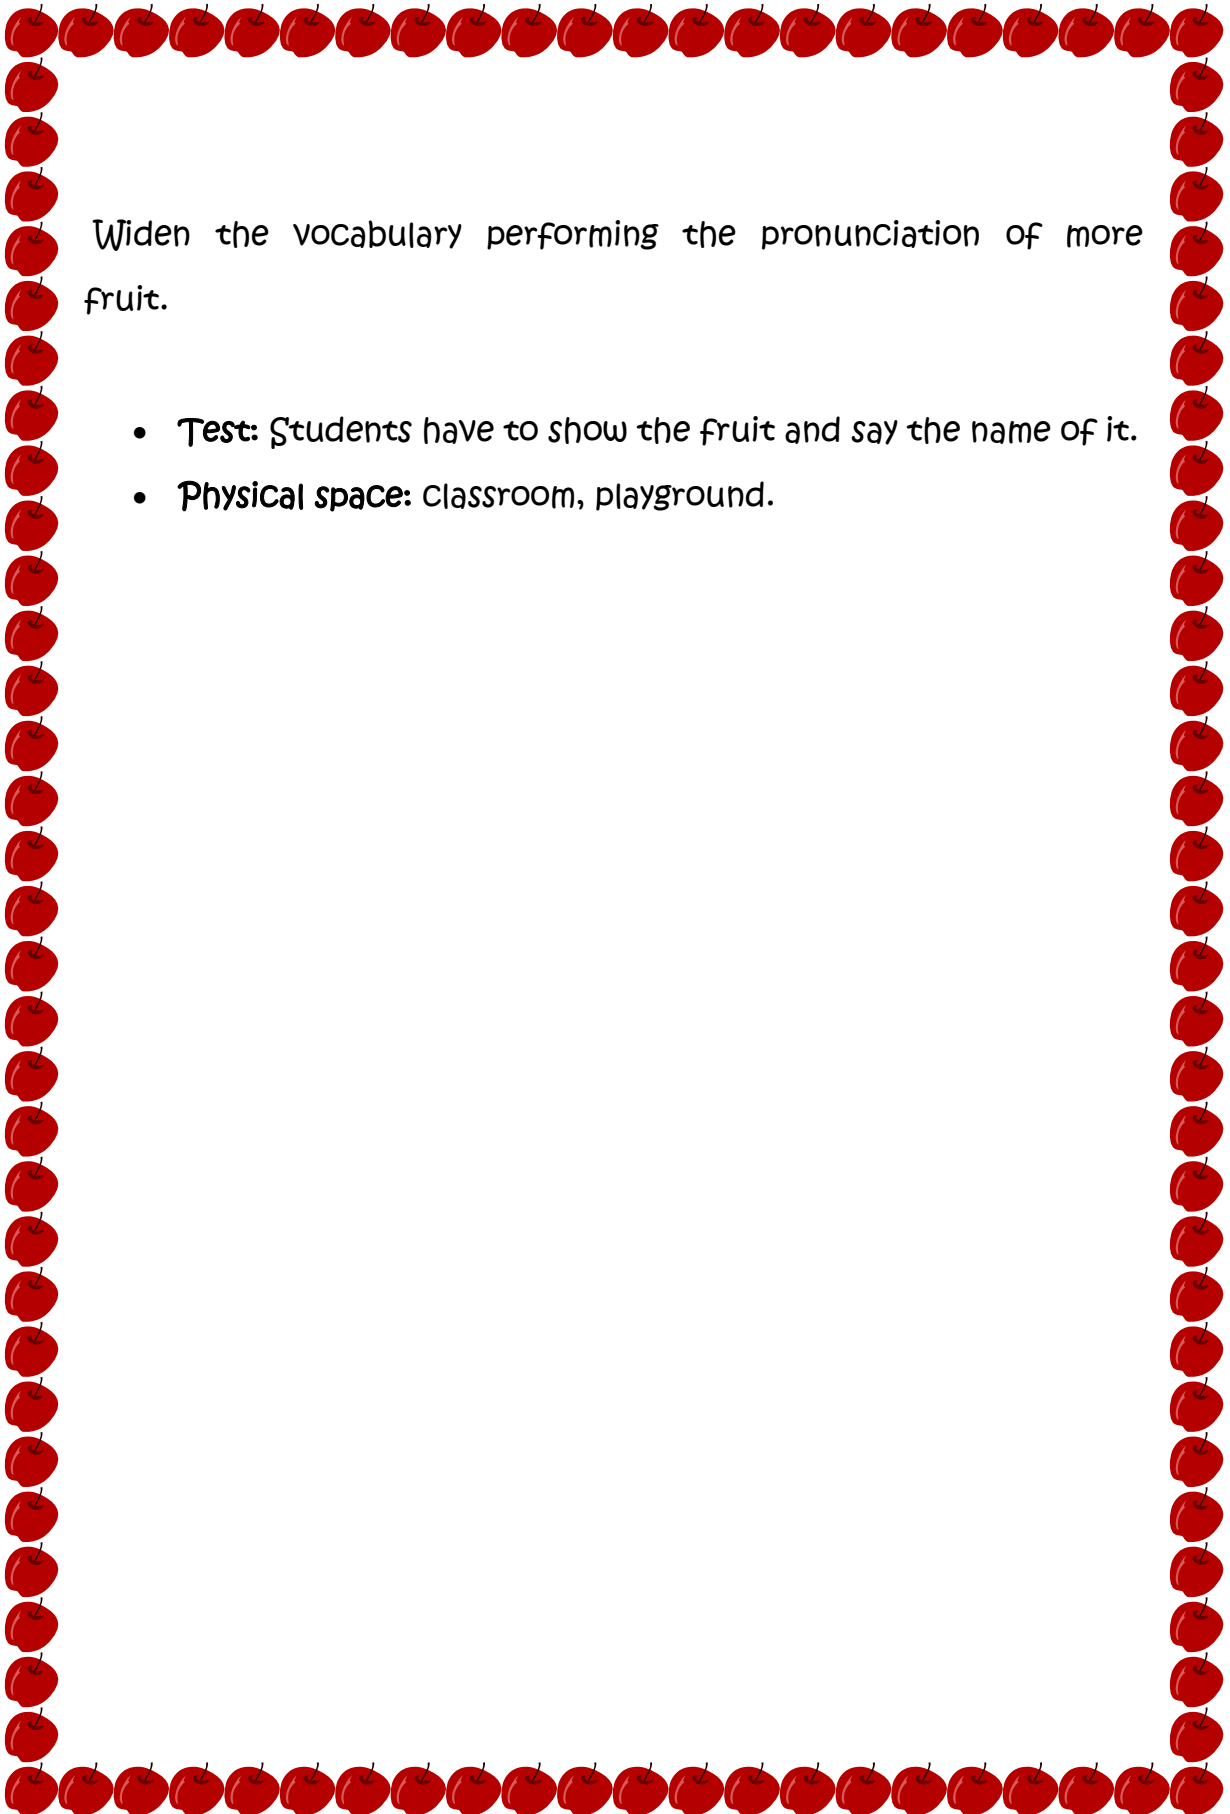 Widen the vocabulary performing the pronunciation of more
fruit.
• Test: Students have to show the fruit and say the name of it.
• Physical space: classroom, playground.